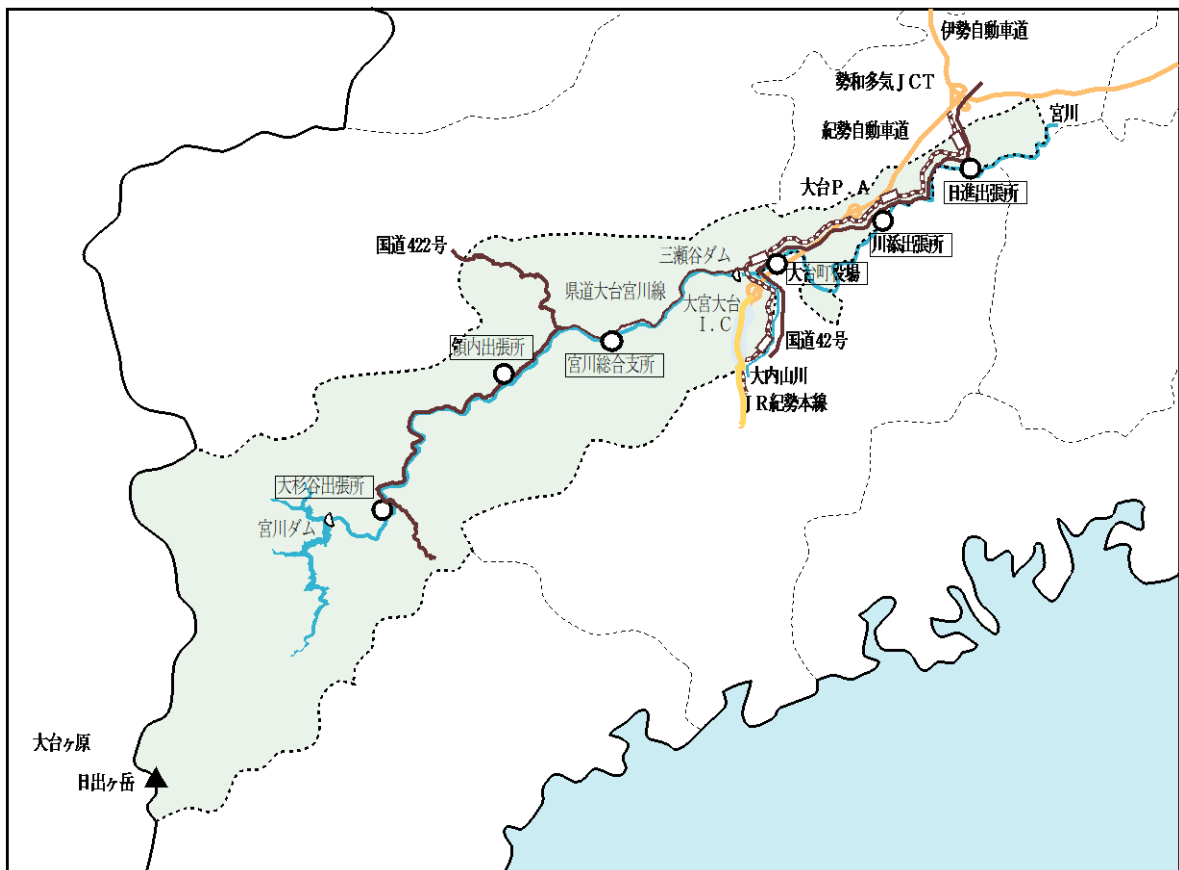 伊勢自動車道
勢和多気JCT
紀勢自動車道
宮川
大台P.A
日進出張所
川添出張所
国道422号
三瀬谷ダム
大台町役場
県道大台宮川線
大宮大台
I.C
国道42号
領内出張所
宮川総合支所
大内山川
JR紀勢本線
大杉谷出張所
宮川ダム
大台ヶ原
日出ヶ岳